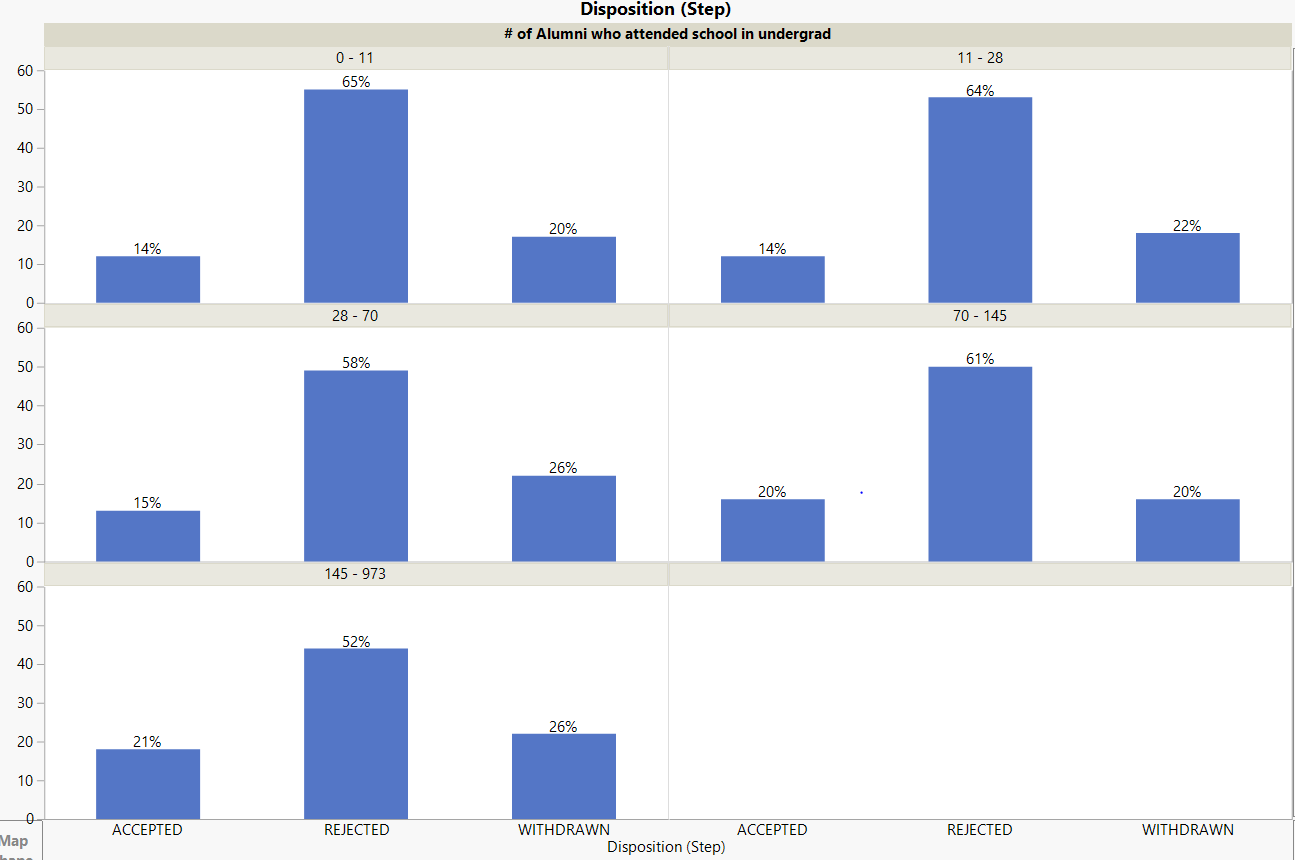 Disposition (Step)
# of Alumni who attended school in undergrad
0 - 11
11 - 28
60
50
40
30
20
10
0
14%
65%
20%
14%
64%
22%
28 - 70
70 - 145
60
50
40
30
20
10
0
15%
58%
26%
20%
61%
20%
145 - 973
60
50
40
30
20
10
0
21%
52%
26%
ACCEPTED
REJECTED
WITHDRAWN
ACCEPTED
REJECTED
WITHDRAWN
Disposition (Step)
Map